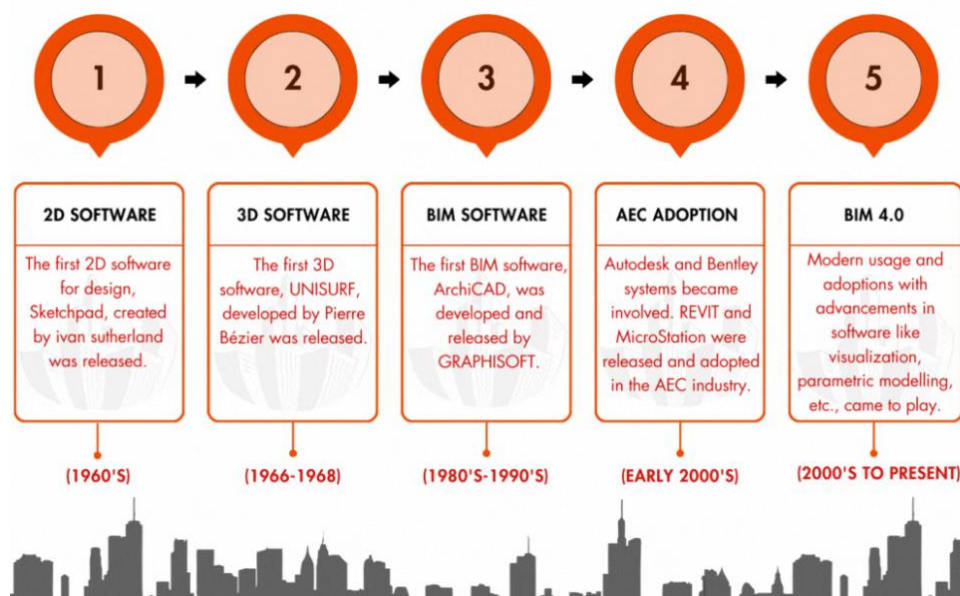 1
2
3
4
5
2D SOFTWARE
The first 2D software
for design,
Sketchpad, created
by ivan sutherland
was released.
(1960'S)
3D SOFTWARE
The first 3D
software, UNISURF,
developed by Pierre
Bézier was released.
(1966-1968)
BIM SOFTWARE
The first BIM software,
ArchiCAD, was
developed and
released by
GRAPHISOFT.
(1980'S-1990'S)
AEC ADOPTION
Autodesk and Bentley
systems became
involved. REVIT and
MicroStation were
released and adopted
in the AEC industry.
(EARLY 2000'S)
BIM 4.0
Modern usage and
adoptions with
advancements in
software like
visualization,
parametric modelling,
etc., came to play.
(2000'S TO PRESENT)